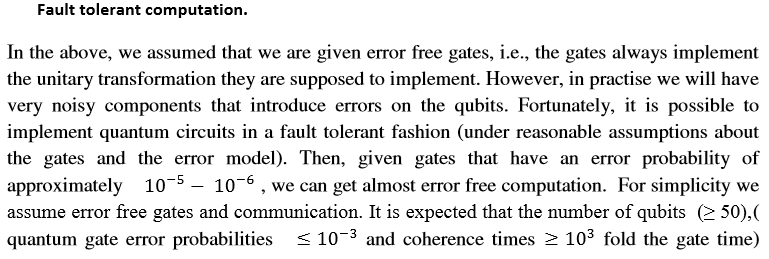 Fault tolerant computation.
In the above, we assumed that we are given error free gates, i.e., the gates always implement
the unitary transformation they are supposed to implement. However, in practise we will have
very noisy components that introduce errors on the qubits. Fortunately, it is possible to
implement quantum circuits in a fault tolerant fashion (under reasonable assumptions about
the gates and the error model). Then, given gates that have an error probability of
approximately 10⁻⁵ − 10⁻⁶ , we can get almost error free computation. For simplicity we
assume error free gates and communication. It is expected that the number of qubits (≥ 50),(
quantum gate error probabilities ≤ 10⁻³ and coherence times ≥ 10³ fold the gate time)